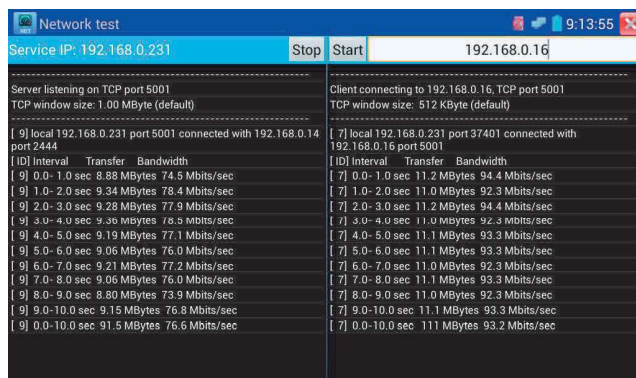 Network test
9:13:55
NET
Service IP: 192.168.0.231
Stop
Start
192.168.0.16
------------------------------------------------------------
Server listening on TCP port 5001
TCP window size: 1.00 MByte (default)
------------------------------------------------------------
[ 9] local 192.168.0.231 port 5001 connected with 192.168.0.14
port 2444
[ ID] Interval Transfer Bandwidth
[ 9] 0.0- 1.0 sec 8.88 MBytes 74.5 Mbits/sec
[ 9] 1.0- 2.0 sec 9.34 MBytes 78.4 Mbits/sec
[ 9] 2.0- 3.0 sec 9.28 MBytes 77.9 Mbits/sec
[ 9] 3.0- 4.0 sec 9.36 MBytes 78.5 Mbits/sec
[ 9] 4.0- 5.0 sec 9.19 MBytes 77.1 Mbits/sec
[ 9] 5.0- 6.0 sec 9.06 MBytes 76.0 Mbits/sec
[ 9] 6.0- 7.0 sec 9.21 MBytes 77.2 Mbits/sec
[ 9] 7.0- 8.0 sec 9.06 MBytes 76.0 Mbits/sec
[ 9] 8.0- 9.0 sec 8.80 MBytes 73.9 Mbits/sec
[ 9] 9.0-10.0 sec 9.15 MBytes 76.8 Mbits/sec
[ 9] 0.0-10.0 sec 91.5 MBytes 76.6 Mbits/sec
------------------------------------------------------------
Client connecting to 192.168.0.16, TCP port 5001
TCP window size: 512 KByte (default)
------------------------------------------------------------
[ 7] local 192.168.0.231 port 37401 connected with
192.168.0.16 port 5001
[ ID] Interval Transfer Bandwidth
[ 7] 0.0- 1.0 sec 11.2 MBytes 94.4 Mbits/sec
[ 7] 1.0- 2.0 sec 11.0 MBytes 92.3 Mbits/sec
[ 7] 2.0- 3.0 sec 11.2 MBytes 94.4 Mbits/sec
[ 7] 3.0- 4.0 sec 11.0 MBytes 92.3 Mbits/sec
[ 7] 4.0- 5.0 sec 11.1 MBytes 93.3 Mbits/sec
[ 7] 5.0- 6.0 sec 11.1 MBytes 93.3 Mbits/sec
[ 7] 6.0- 7.0 sec 11.0 MBytes 92.3 Mbits/sec
[ 7] 7.0- 8.0 sec 11.1 MBytes 93.3 Mbits/sec
[ 7] 8.0- 9.0 sec 11.0 MBytes 92.3 Mbits/sec
[ 7] 9.0-10.0 sec 11.1 MBytes 93.3 Mbits/sec
[ 7] 0.0-10.0 sec 111 MBytes 93.2 Mbits/sec